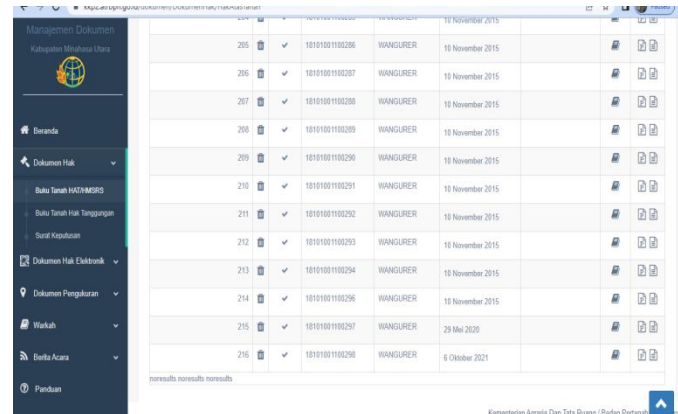 Manajemen Dokumen
Kabupaten Minahasa Utara
Beranda
Dokumen Hak
Buku Tanah HAT/HMSRS
Buku Tanah Hak Tanggungan
Surat Keputusan
Dokumen Hak Elektronik
Dokumen Pengukuran
Warkah
Berita Acara
Panduan
10 November 2015
205 18101001100286 WANGURER 10 November 2015
206 18101001100287 WANGURER 10 November 2015
207 18101001100288 WANGURER 10 November 2015
208 18101001100289 WANGURER 10 November 2015
209 18101001100290 WANGURER 10 November 2015
210 18101001100291 WANGURER 10 November 2015
211 18101001100292 WANGURER 10 November 2015
212 18101001100293 WANGURER 10 November 2015
213 18101001100294 WANGURER 10 November 2015
214 18101001100296 WANGURER 10 November 2015
215 18101001100297 WANGURER 29 Mei 2020
216 18101001100298 WANGURER 6 Oktober 2021
noresults noresults noresults
Kementerian Agraria Dan Tata Ruang / Badan